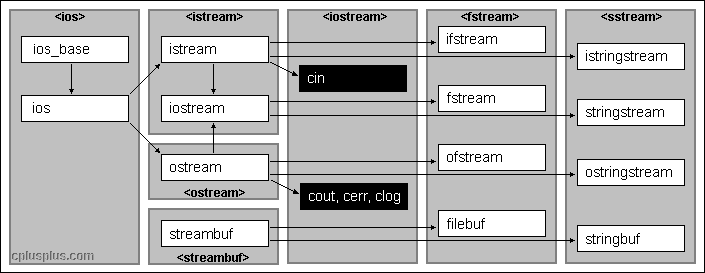 <ios>
<istream>
<iostream>
<fstream>
<sstream>
ios_base
istream
ifstream
istringstream
cin
ios
iostream
fstream
stringstream
ostream
ofstream
ostringstream
<ostream>
cout, cerr, clog
streambuf
filebuf
stringbuf
<streambuf>
cplusplus.com